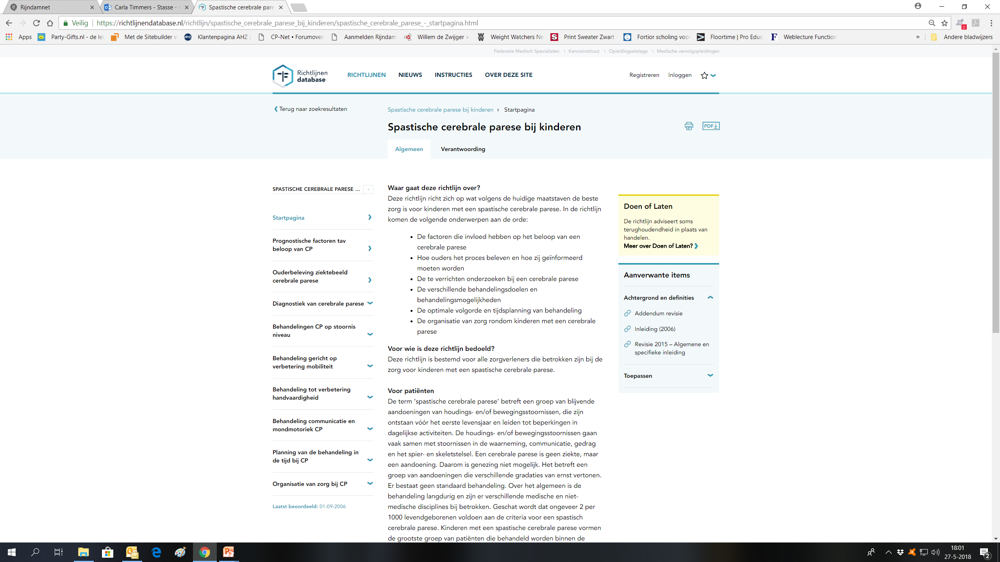 Rijndamnet
Carla Timmers - Stasse -
Spastische cerebrale pare
Veilig
https://richtlijnendatabase.nl/richtlijn/spastische_cerebrale_parese_bij_kinderen/spastische_cerebrale_parese_-_startpagina.html
2
Apps
Party-Gifts.nl - de leu
Met de Sitebuilder v
Klantenpagina AHZ
CP-Net • Forumover
Aanmelden Rijndam
Willem de Zwijger >
Weight Watchers Ne
Print Sweater Zwart
Fortior scholing voor
Floortime | Pro Educ
Weblecture Function
»
Andere bladwijzers
Federatie Medisch Specialisten
Kennisinstituut
Opleidingsetalage
Medische vervolgopleidingen
Richtlijnen
database
RICHTLIJNEN
NIEUWS
INSTRUCTIES
OVER DEZE SITE
Registreren
Inloggen
Terug naar zoekresultaten
Spastische cerebrale parese bij kinderen › Startpagina
Spastische cerebrale parese bij kinderen
PDF
Algemeen
Verantwoording
SPASTISCHE CEREBRALE PARESE ...
-
Startpagina
Prognostische factoren tav
beloop van CP
Ouderbeleving ziektebeeld
cerebrale parese
Diagnostiek van cerebrale parese
Behandelingen CP op stoornis
niveau
Behandeling gericht op
verbetering mobiliteit
Behandeling tot verbetering
handvaardigheid
Behandeling communicatie en
mondmotoriek CP
Planning van de behandeling in
de tijd bij CP
Organisatie van zorg bij CP
Laatst beoordeeld: 01-09-2006
Waar gaat deze richtlijn over?
Deze richtlijn richt zich op wat volgens de huidige maatstaven de beste
zorg is voor kinderen met een spastische cerebrale parese. In de richtlijn
komen de volgende onderwerpen aan de orde:
• De factoren die invloed hebben op het beloop van een
cerebrale parese
• Hoe ouders het proces beleven en hoe zij geïnformeerd
moeten worden
• De te verrichten onderzoeken bij een cerebrale parese
• De verschillende behandelingsdoelen en
behandelingsmogelijkheden
• De optimale volgorde en tijdsplanning van behandeling
• De organisatie van zorg rondom kinderen met een cerebrale
parese
Voor wie is deze richtlijn bedoeld?
Deze richtlijn is bestemd voor alle zorgverleners die betrokken zijn bij de
zorg voor kinderen met een spastische cerebrale parese.
Voor patiënten
De term ‘spastische cerebrale parese’ betreft een groep van blijvende
aandoeningen van houdings- en/of bewegingsstoornissen, die zijn
ontstaan vóór het eerste levensjaar en leiden tot beperkingen in
dagelijkse activiteiten. De houdings- en/of bewegingsstoornissen gaan
vaak samen met stoornissen in de waarneming, communicatie, gedrag
en het spier- en skeletstelsel. Een cerebrale parese is geen ziekte, maar
een aandoening. Daarom is genezing niet mogelijk. Het betreft een
groep van aandoeningen die verschillende gradaties van ernst vertonen.
Er bestaat geen standaard behandeling. Over het algemeen is de
behandeling langdurig en zijn er verschillende medische en niet-
medische disciplines bij betrokken. Geschat wordt dat ongeveer 2 per
1000 levendgeborenen voldoen aan de criteria voor een spastisch
cerebrale parese. Kinderen met een spastische cerebrale parese vormen
de grootste groep van patiënten die behandeld worden binnen de
Doen of Laten
De richtlijn adviseert soms
terughoudendheid in plaats van
handelen.
Meer over Doen of Laten?
Aanverwante items
Achtergrond en definities
Addendum revisie
Inleiding (2006)
Revisie 2015 – Algemene en
specifieke inleiding
Toepassen
18:01
27-5-2018
2